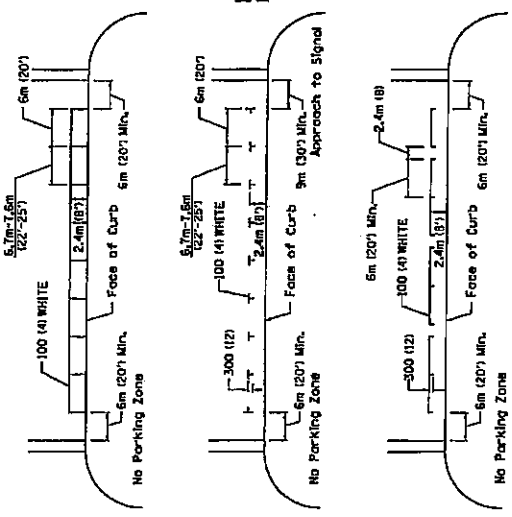 6.7m-7.6m
(22'-25')
6m (20')
100 (4) WHITE
2.4m (8')
Face of Curb
6m (20') Min.
6m (20') Min.
No Parking Zone
6.7m-7.6m
(22'-25')
6m (20')
100 (4) WHITE
300 (12)
2.4m (8')
Face of Curb
6m (20') Min.
9m (30') Min.
Approach to Signal
No Parking Zone
6m (20') Min.
2.4m (8)
100 (4) WHITE
300 (12)
2.4m (8')
Face of Curb
6m (20') Min.
6m (20') Min.
No Parking Zone